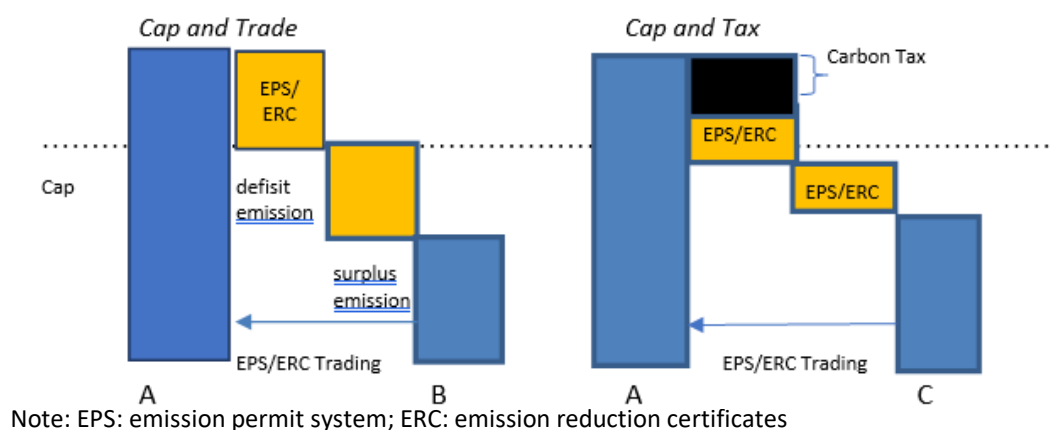 Cap and Trade
Cap and Tax
EPS/
ERC
Carbon Tax
EPS/ERC
Cap
defisit
emission
EPS/ERC
surplus
emission
EPS/ERC Trading
EPS/ERC Trading
A
B
A
C
Note: EPS: emission permit system; ERC: emission reduction certificates